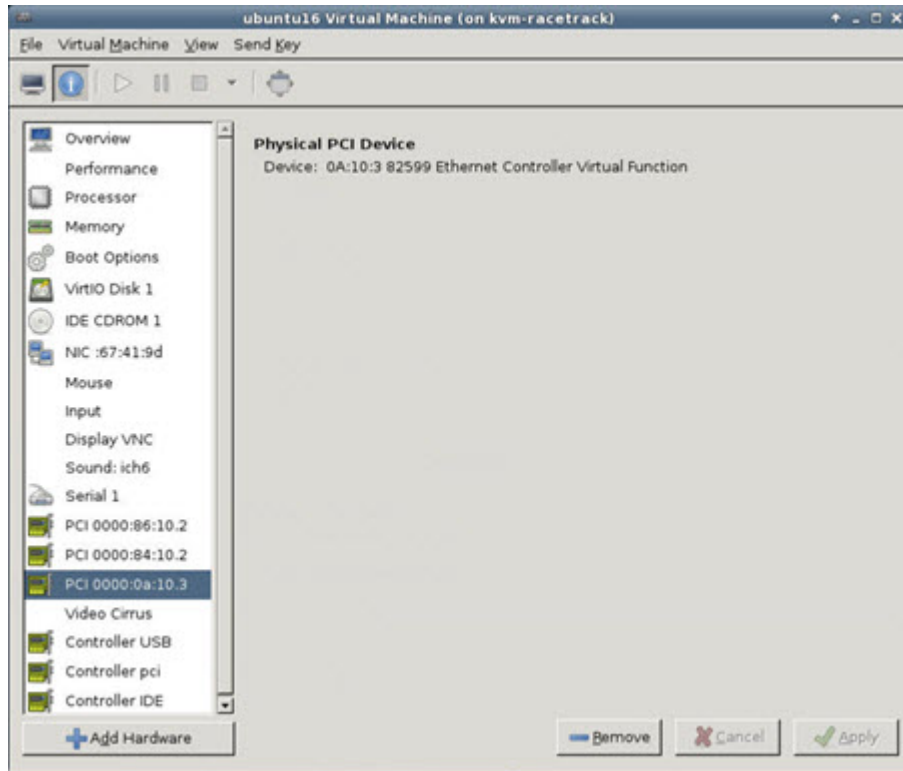 ubuntu16 Virtual Machine (on kvm-racetrack)
File Virtual Machine View Send Key
Overview
Performance
Processor
Memory
Boot Options
VirtIO Disk 1
IDE CDROM 1
NIC :67:41:9d
Mouse
Input
Display VNC
Sound: ich6
Serial 1
PCI 0000:86:10.2
PCI 0000:84:10.2
PCI 0000:0a:10.3
Video Cirrus
Controller USB
Controller pci
Controller IDE
Add Hardware
Physical PCI Device
Device: 0A:10:3 82599 Ethernet Controller Virtual Function
Remove Cancel Apply